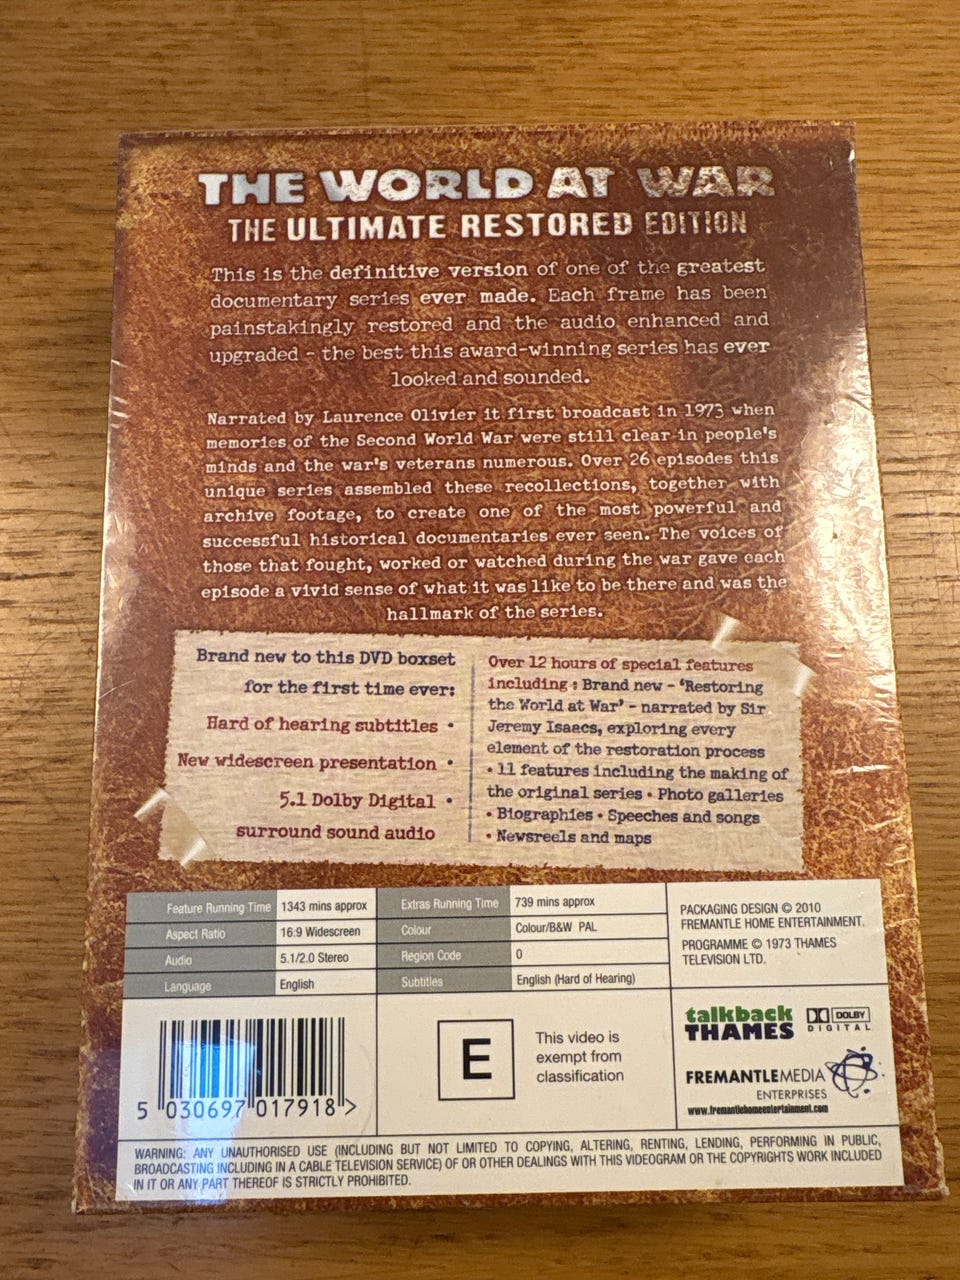 THE WORLD AT WAR
THE ULTIMATE RESTORED EDITION
This is the definitive version of one of the greatest
documentary series ever made. Each frame has been
painstakingly restored and the audio enhanced and
upgraded - the best this award-winning series has ever
looked and sounded.
Narrated by Laurence Olivier it first broadcast in 1973 when
memories of the Second World War were still clear in people's
minds and the war's veterans numerous. Over 26 episodes this
unique series assembled these recollections, together with
archive footage, to create one of the most powerful and
successful historical documentaries ever seen. The voices of
those that fought, worked or watched during the war gave each
episode a vivid sense of what it was like to be there and was the
hallmark of the series.
Brand new to this DVD boxset
for the first time ever:
Hard of hearing subtitles •
New widescreen presentation •
5.1 Dolby Digital •
surround sound audio
Over 12 hours of special features
including: Brand new - 'Restoring
the World at War' - narrated by Sir
Jeremy Isaacs, exploring every
element of the restoration process
• 11 features including the making of
the original series • Photo galleries
• Biographies • Speeches and songs
• Newsreels and maps
Feature Running Time 1343 mins approx
Aspect Ratio 16:9 Widescreen
Audio 5.1/2.0 Stereo
Language English
Extras Running Time 739 mins approx
Colour Colour/B&W PAL
Region Code 0
Subtitles English (Hard of Hearing)
PACKAGING DESIGN © 2010
FREMANTLE HOME ENTERTAINMENT.
PROGRAMME © 1973 THAMES
TELEVISION LTD.
5 030697 017918 >
E
This video is
exempt from
classification
talkback
THAMES
DOLBY
DIGITAL
FREMANTLEMEDIA
ENTERPRISES
www.fremantlehomeentertainment.com
WARNING: ANY UNAUTHORISED USE (INCLUDING BUT NOT LIMITED TO COPYING, ALTERING, RENTING, LENDING, PERFORMING IN PUBLIC,
BROADCASTING INCLUDING IN A CABLE TELEVISION SERVICE) OF OR OTHER DEALINGS WITH THIS VIDEOGRAM OR THE COPYRIGHTS WORK INCLUDED
IN IT OR ANY PART THEREOF IS STRICTLY PROHIBITED.